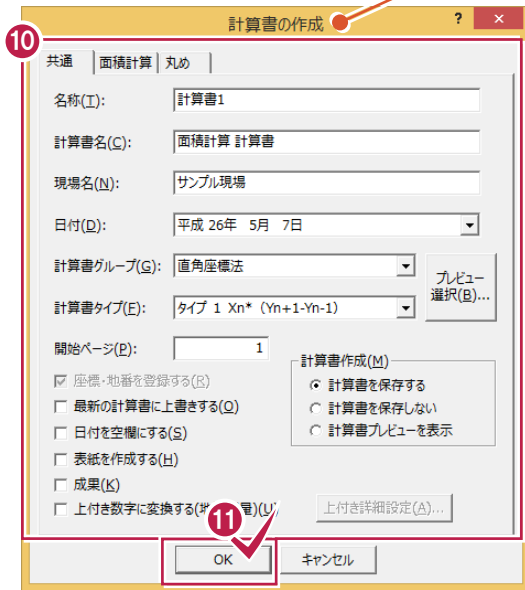 計算書の作成
? ×
10
共通 面積計算 丸め
名称(T): 計算書1
計算書名(C): 面積計算 計算書
現場名(N): サンプル現場
日付(D): 平成 26年 5月 7日
計算書グループ(G): 直角座標法
プレビュー
選択(B)...
計算書タイプ(F): タイプ 1 Xn* (Yn+1-Yn-1)
開始ページ(P): 1
計算書作成(M)
座標・地番を登録する(R)
計算書を保存する
最新の計算書に上書きする(O)
計算書を保存しない
日付を空欄にする(S)
計算書プレビューを表示
表紙を作成する(H)
成果(K)
上付き数字に変換する(地 量)(U)
上付き詳細設定(A)...
11
OK キャンセル